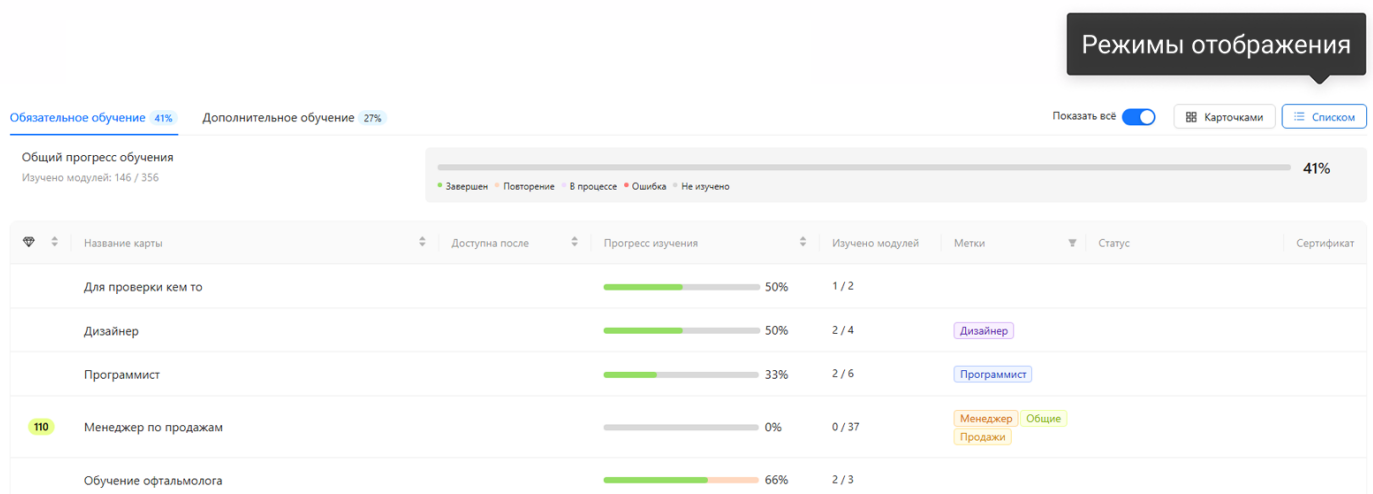 Режимы отображения
Обязательное обучение 41% Дополнительное обучение 27% Показать всё Карточками Списком
Общий прогресс обучения
Изучено модулей: 146 / 356
41%
Завершен Повторение В процессе Ошибка Не изучено
Название карты Доступна после Прогресс изучения Изучено модулей Метки Статус Сертификат
Для проверки кем то 50% 1 / 2
Дизайнер 50% 2 / 4 Дизайнер
Программист 33% 2 / 6 Программист
110 Менеджер по продажам 0% 0 / 37 Менеджер Общие
Продажи
Обучение офтальмолога 66% 2 / 3